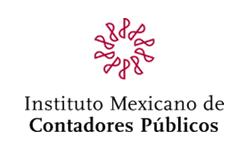 Instituto Mexicano de
Contadores Públicos